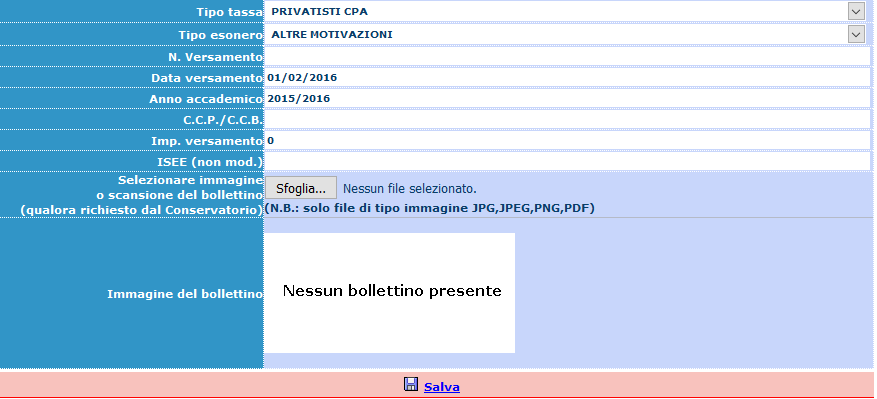 Tipo tassa PRIVATISTI CPA
Tipo esonero ALTRE MOTIVAZIONI
N. Versamento
Data versamento 01/02/2016
Anno accademico 2015/2016
C.C.P./C.C.B.
Imp. versamento 0
ISEE (non mod.)
Selezionare immagine
o scansione del bollettino
(qualora richiesto dal Conservatorio)
Sfoglia... Nessun file selezionato.
(N.B.: solo file di tipo immagine JPG,JPEG,PNG,PDF)
Immagine del bollettino
Nessun bollettino presente
Salva